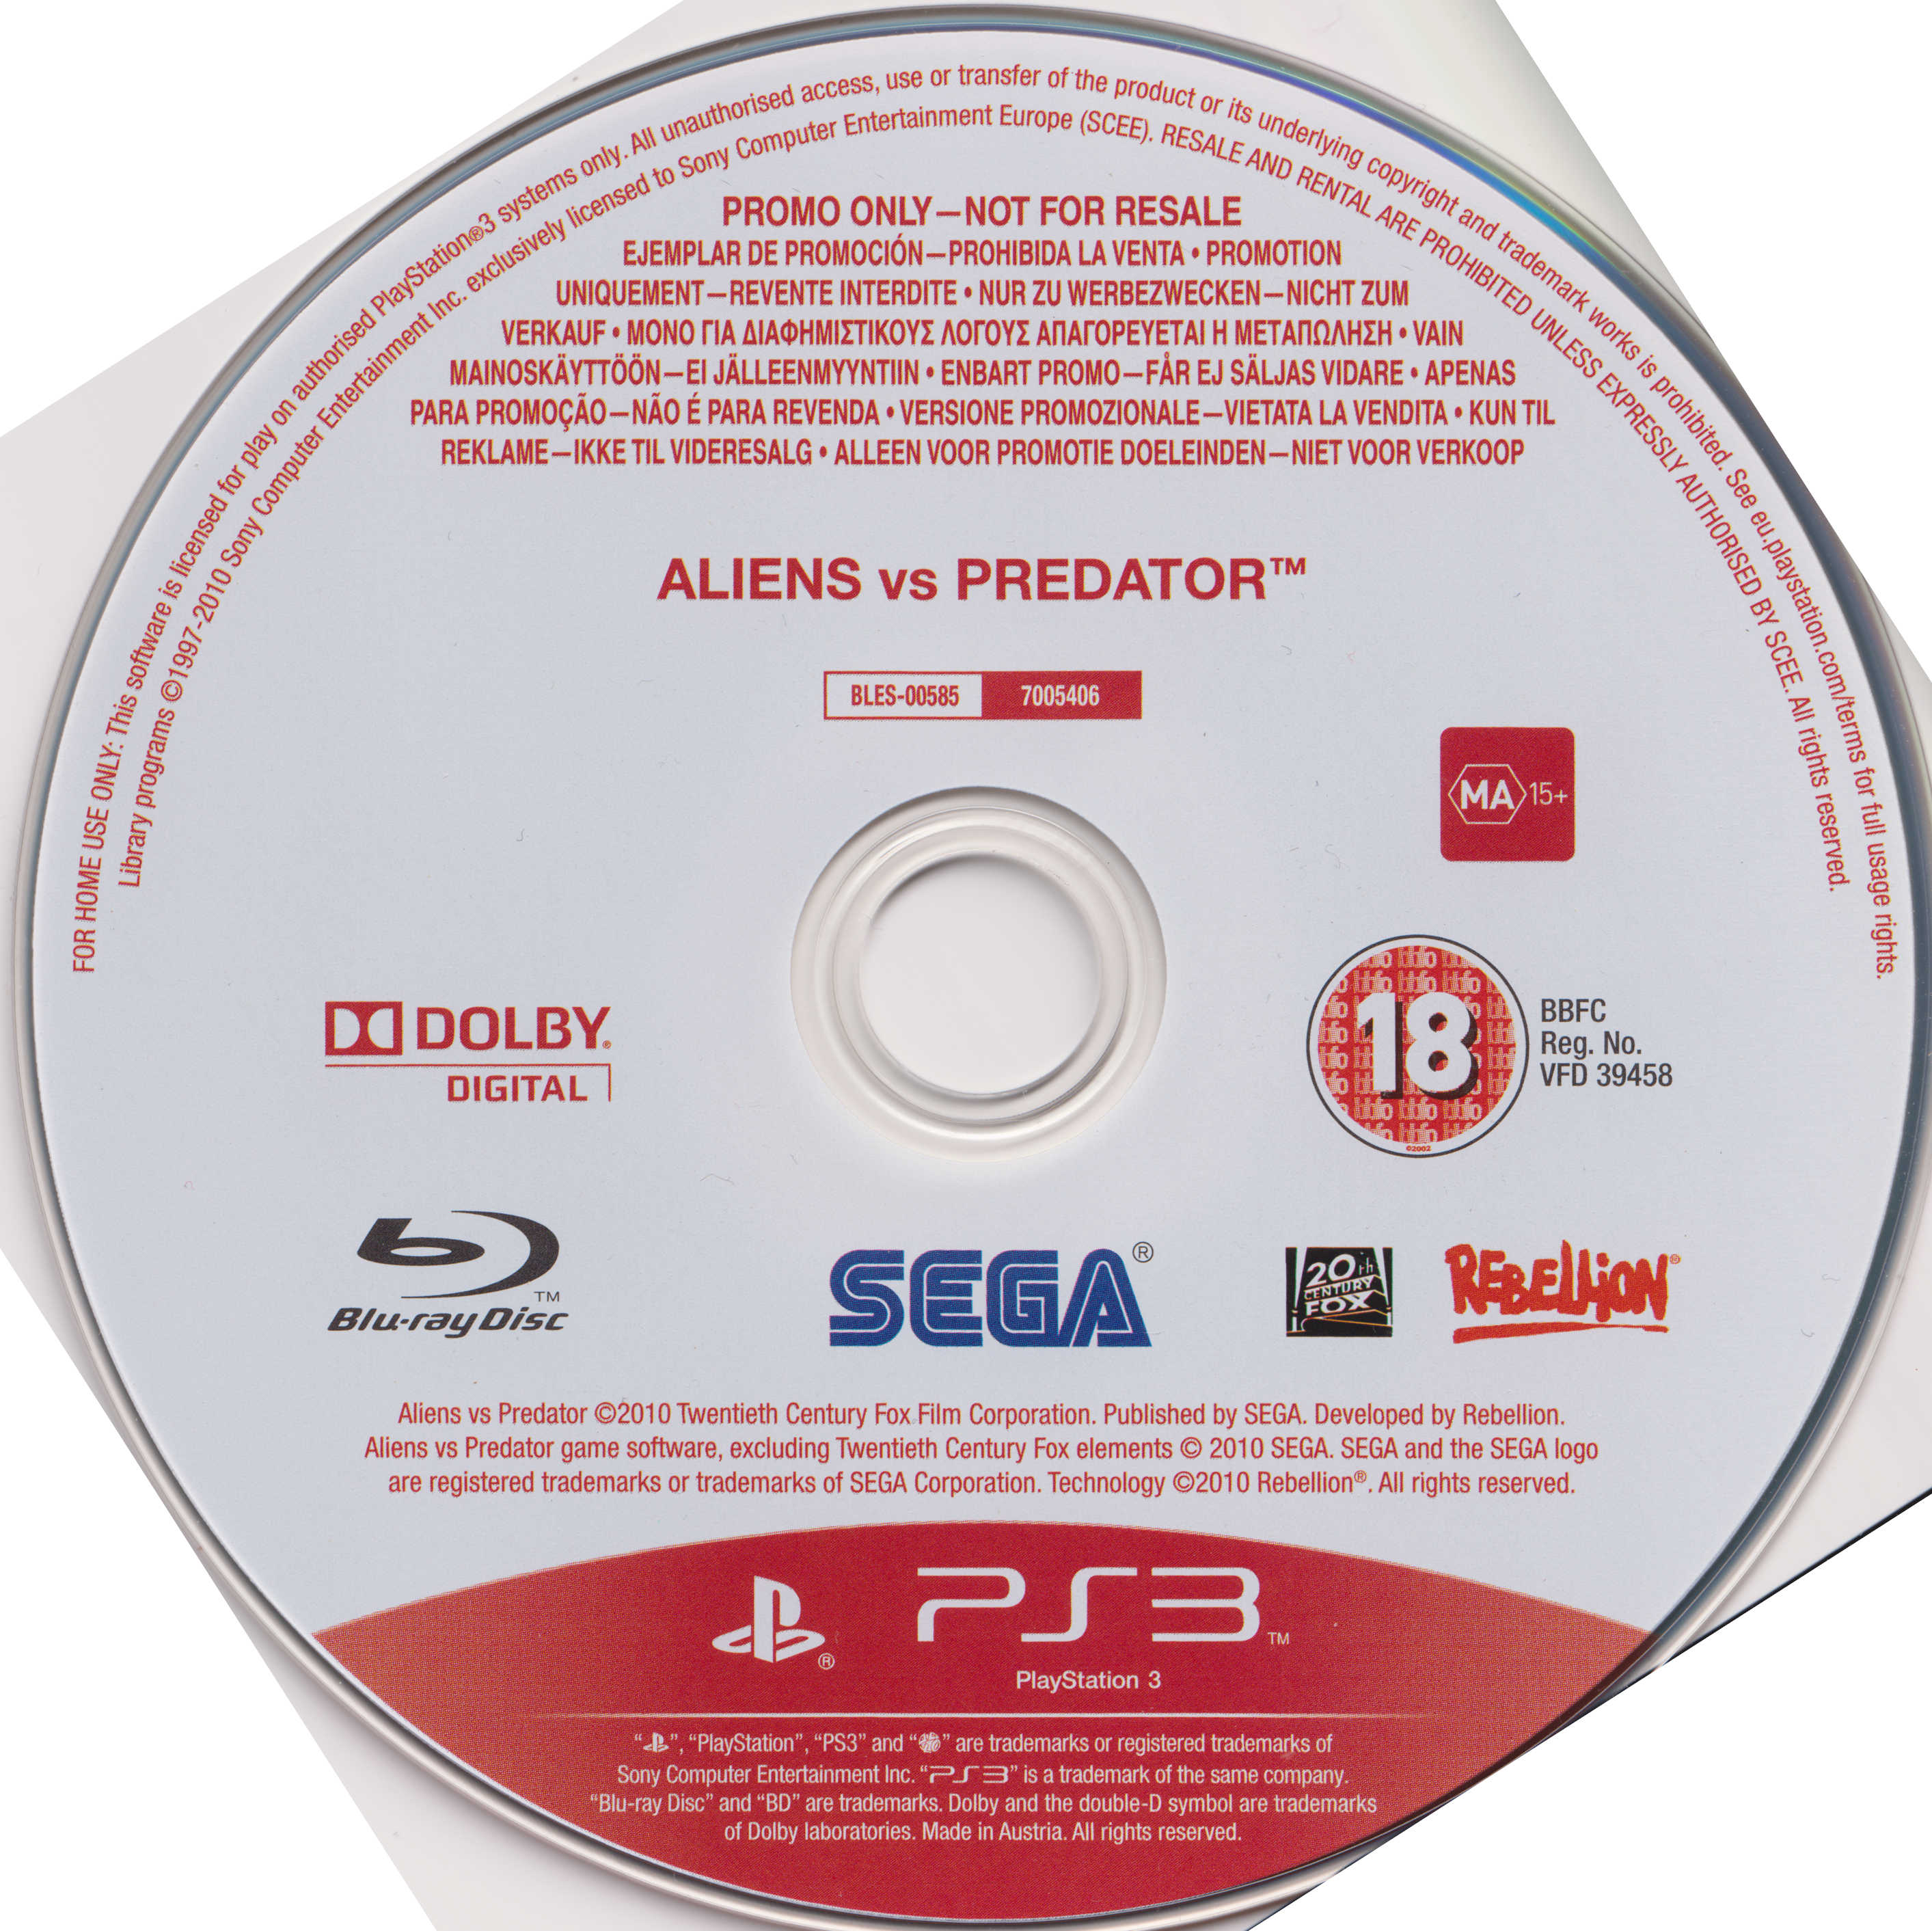 FOR HOME USE ONLY: This software is licensed for play on authorised PlayStation®3 systems only. All unauthorised access, use or transfer of the product or its underlying copyright and trademark works is prohibited. See eu.playstation.com/terms for full usage rights.
Library programs ©1997-2010 Sony Computer Entertainment Inc. exclusively licensed to Sony Computer Entertainment Europe (SCEE). RESALE AND RENTAL ARE PROHIBITED UNLESS EXPRESSLY AUTHORISED BY SCEE. All rights reserved.
PROMO ONLY—NOT FOR RESALE
EJEMPLAR DE PROMOCIÓN—PROHIBIDA LA VENTA • PROMOTION
UNIQUEMENT—REVENTE INTERDITE • NUR ZU WERBEZWECKEN—NICHT ZUM
VERKAUF • ΜΟΝΟ ΓΙΑ ΔΙΑΦΗΜΙΣΤΙΚΟΥΣ ΛΟΓΟΥΣ ΑΠΑΓΟΡΕΥΕΤΑΙ Η ΜΕΤΑΠΩΛΗΣΗ • VAIN
MAINOSKÄYTTÖÖN—EI JÄLLEENMYYNTIIN • ENBART PROMO—FÅR EJ SÄLJAS VIDARE • APENAS
PARA PROMOÇÃO—NÃO É PARA REVENDA • VERSIONE PROMOZIONALE—VIETATA LA VENDITA • KUN TIL
REKLAME—IKKE TIL VIDERESALG • ALLEEN VOOR PROMOTIE DOELEINDEN—NIET VOOR VERKOOP
ALIENS vs PREDATOR™
BLES-00585 7005406
MA 15+
DOLBY®
DIGITAL
18
©2002
BBFC
Reg. No.
VFD 39458
Blu-ray Disc™
SEGA®
20th
CENTURY
FOX
REBELLION®
Aliens vs Predator ©2010 Twentieth Century Fox Film Corporation. Published by SEGA. Developed by Rebellion.
Aliens vs Predator game software, excluding Twentieth Century Fox elements © 2010 SEGA. SEGA and the SEGA logo
are registered trademarks or trademarks of SEGA Corporation. Technology ©2010 Rebellion®. All rights reserved.
® PS3™
PlayStation 3
“ ”, “PlayStation”, “PS3” and “ ” are trademarks or registered trademarks of
Sony Computer Entertainment Inc. “PS3” is a trademark of the same company.
“Blu-ray Disc” and “BD” are trademarks. Dolby and the double-D symbol are trademarks
of Dolby laboratories. Made in Austria. All rights reserved.